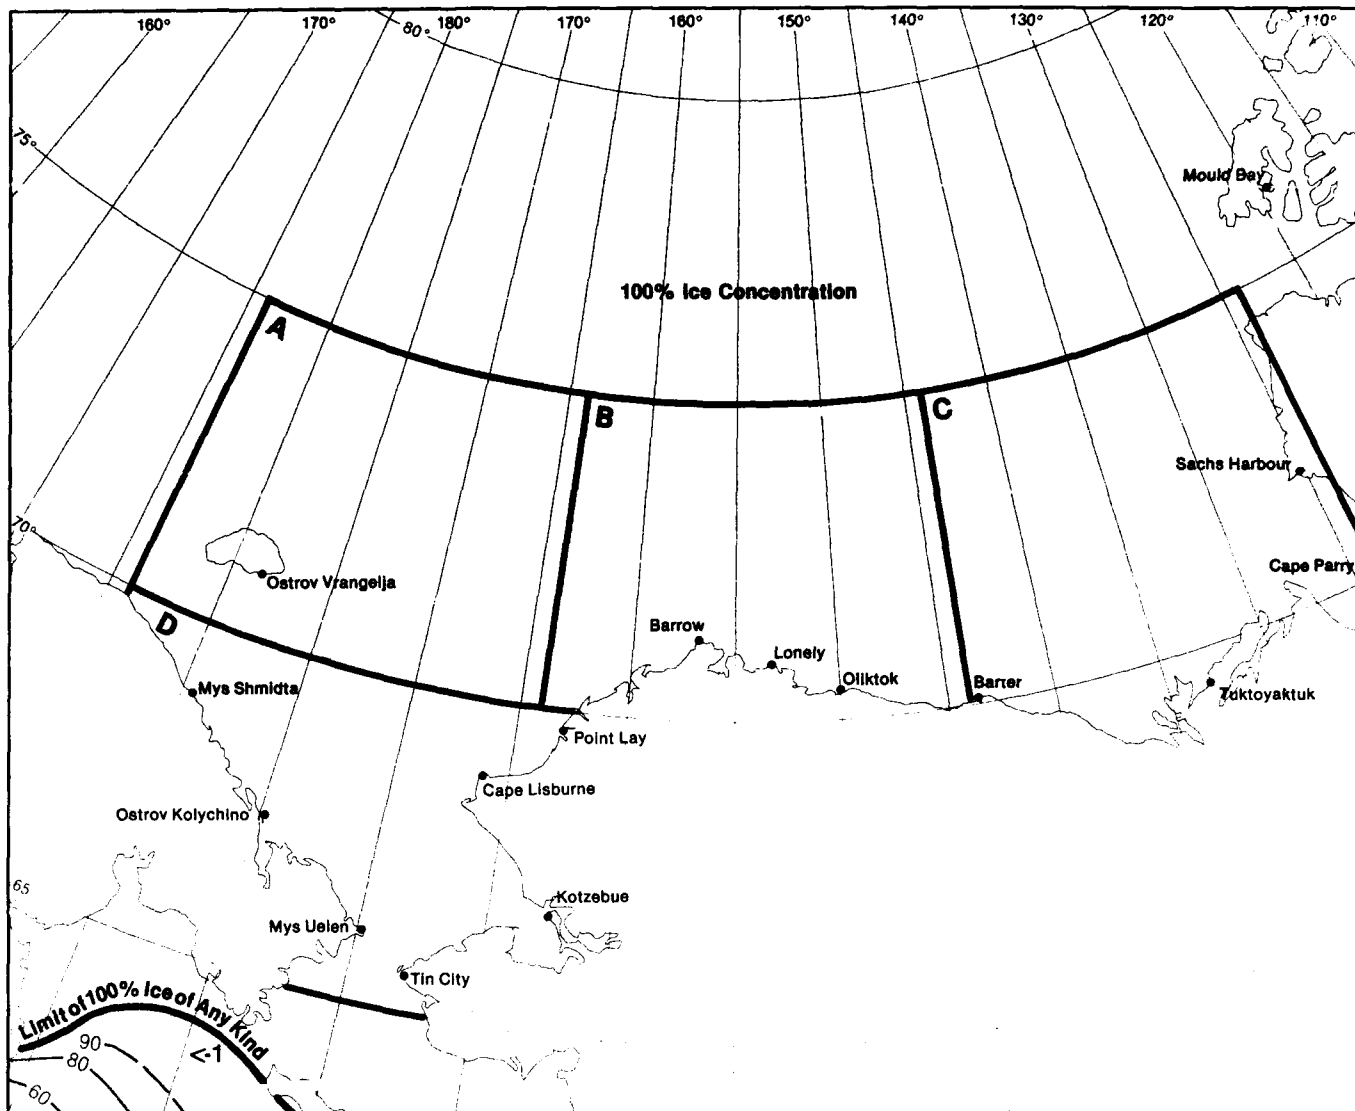 160°
170°
80°
170°
160°
150°
140°
130°
120°
110°
75°
Mould Bay
100% Ice Concentration
A
B
C
Sachs Harbour
70°
Ostrov Vrangelja
Cape Parry
D
Barrow
Lonely
Oliktok
Barter
Tuktoyaktuk
Mys Shmidta
Point Lay
Cape Lisburne
Ostrov Kolychino
65
Kotzebue
Mys Uelen
Tin City
Limit of 100% Ice of Any Kind
90
<-1
80
60